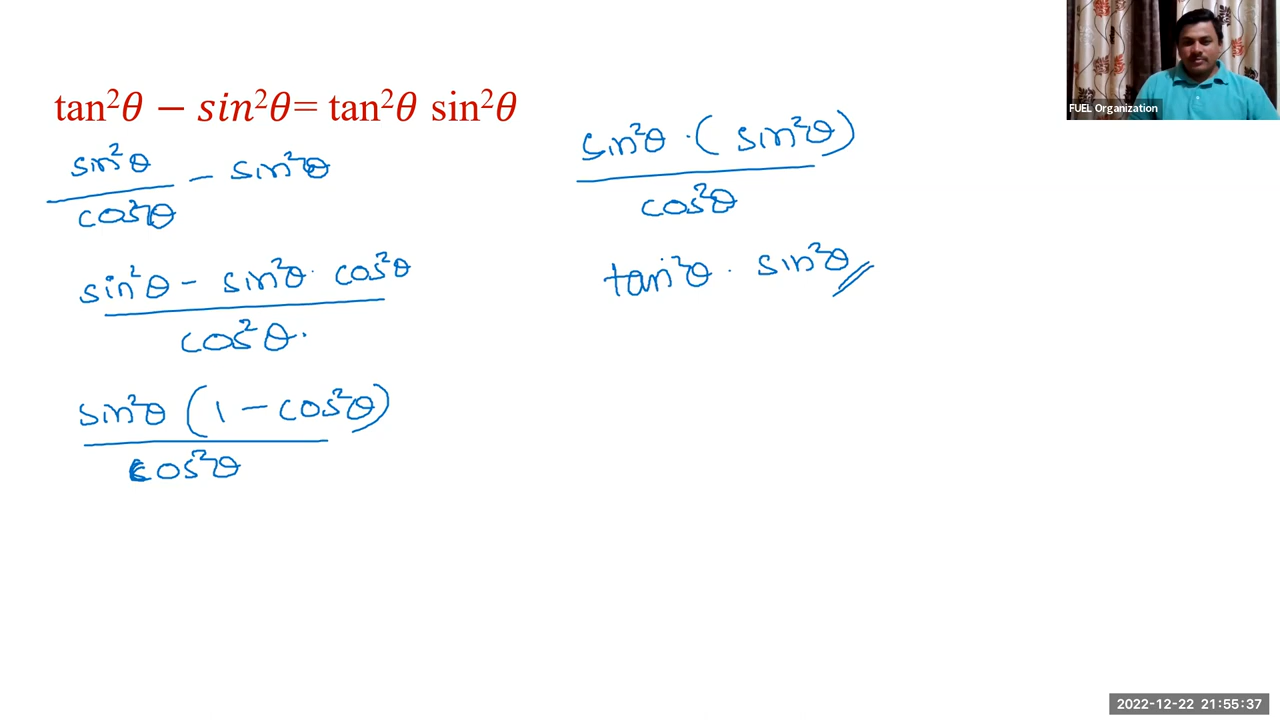 tan²θ − sin²θ= tan²θ sin²θ
sin²θ / cos²θ − sin²θ
sin²θ − sin²θ · cos²θ
cos²θ.
sin²θ (1 − cos²θ)
cos²θ
sin²θ · (sin²θ)
cos²θ
tan²θ · sin²θ //
FUEL Organization
2022-12-22 21:55:37